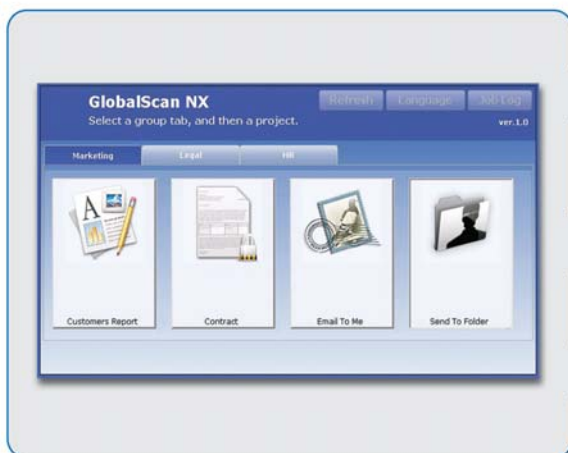 GlobalScan NX
Refresh
Language
Job Log
Select a group tab, and then a project.
ver.1.0
Marketing
Legal
HR
Customers Report
Contract
Email To Me
Send To Folder